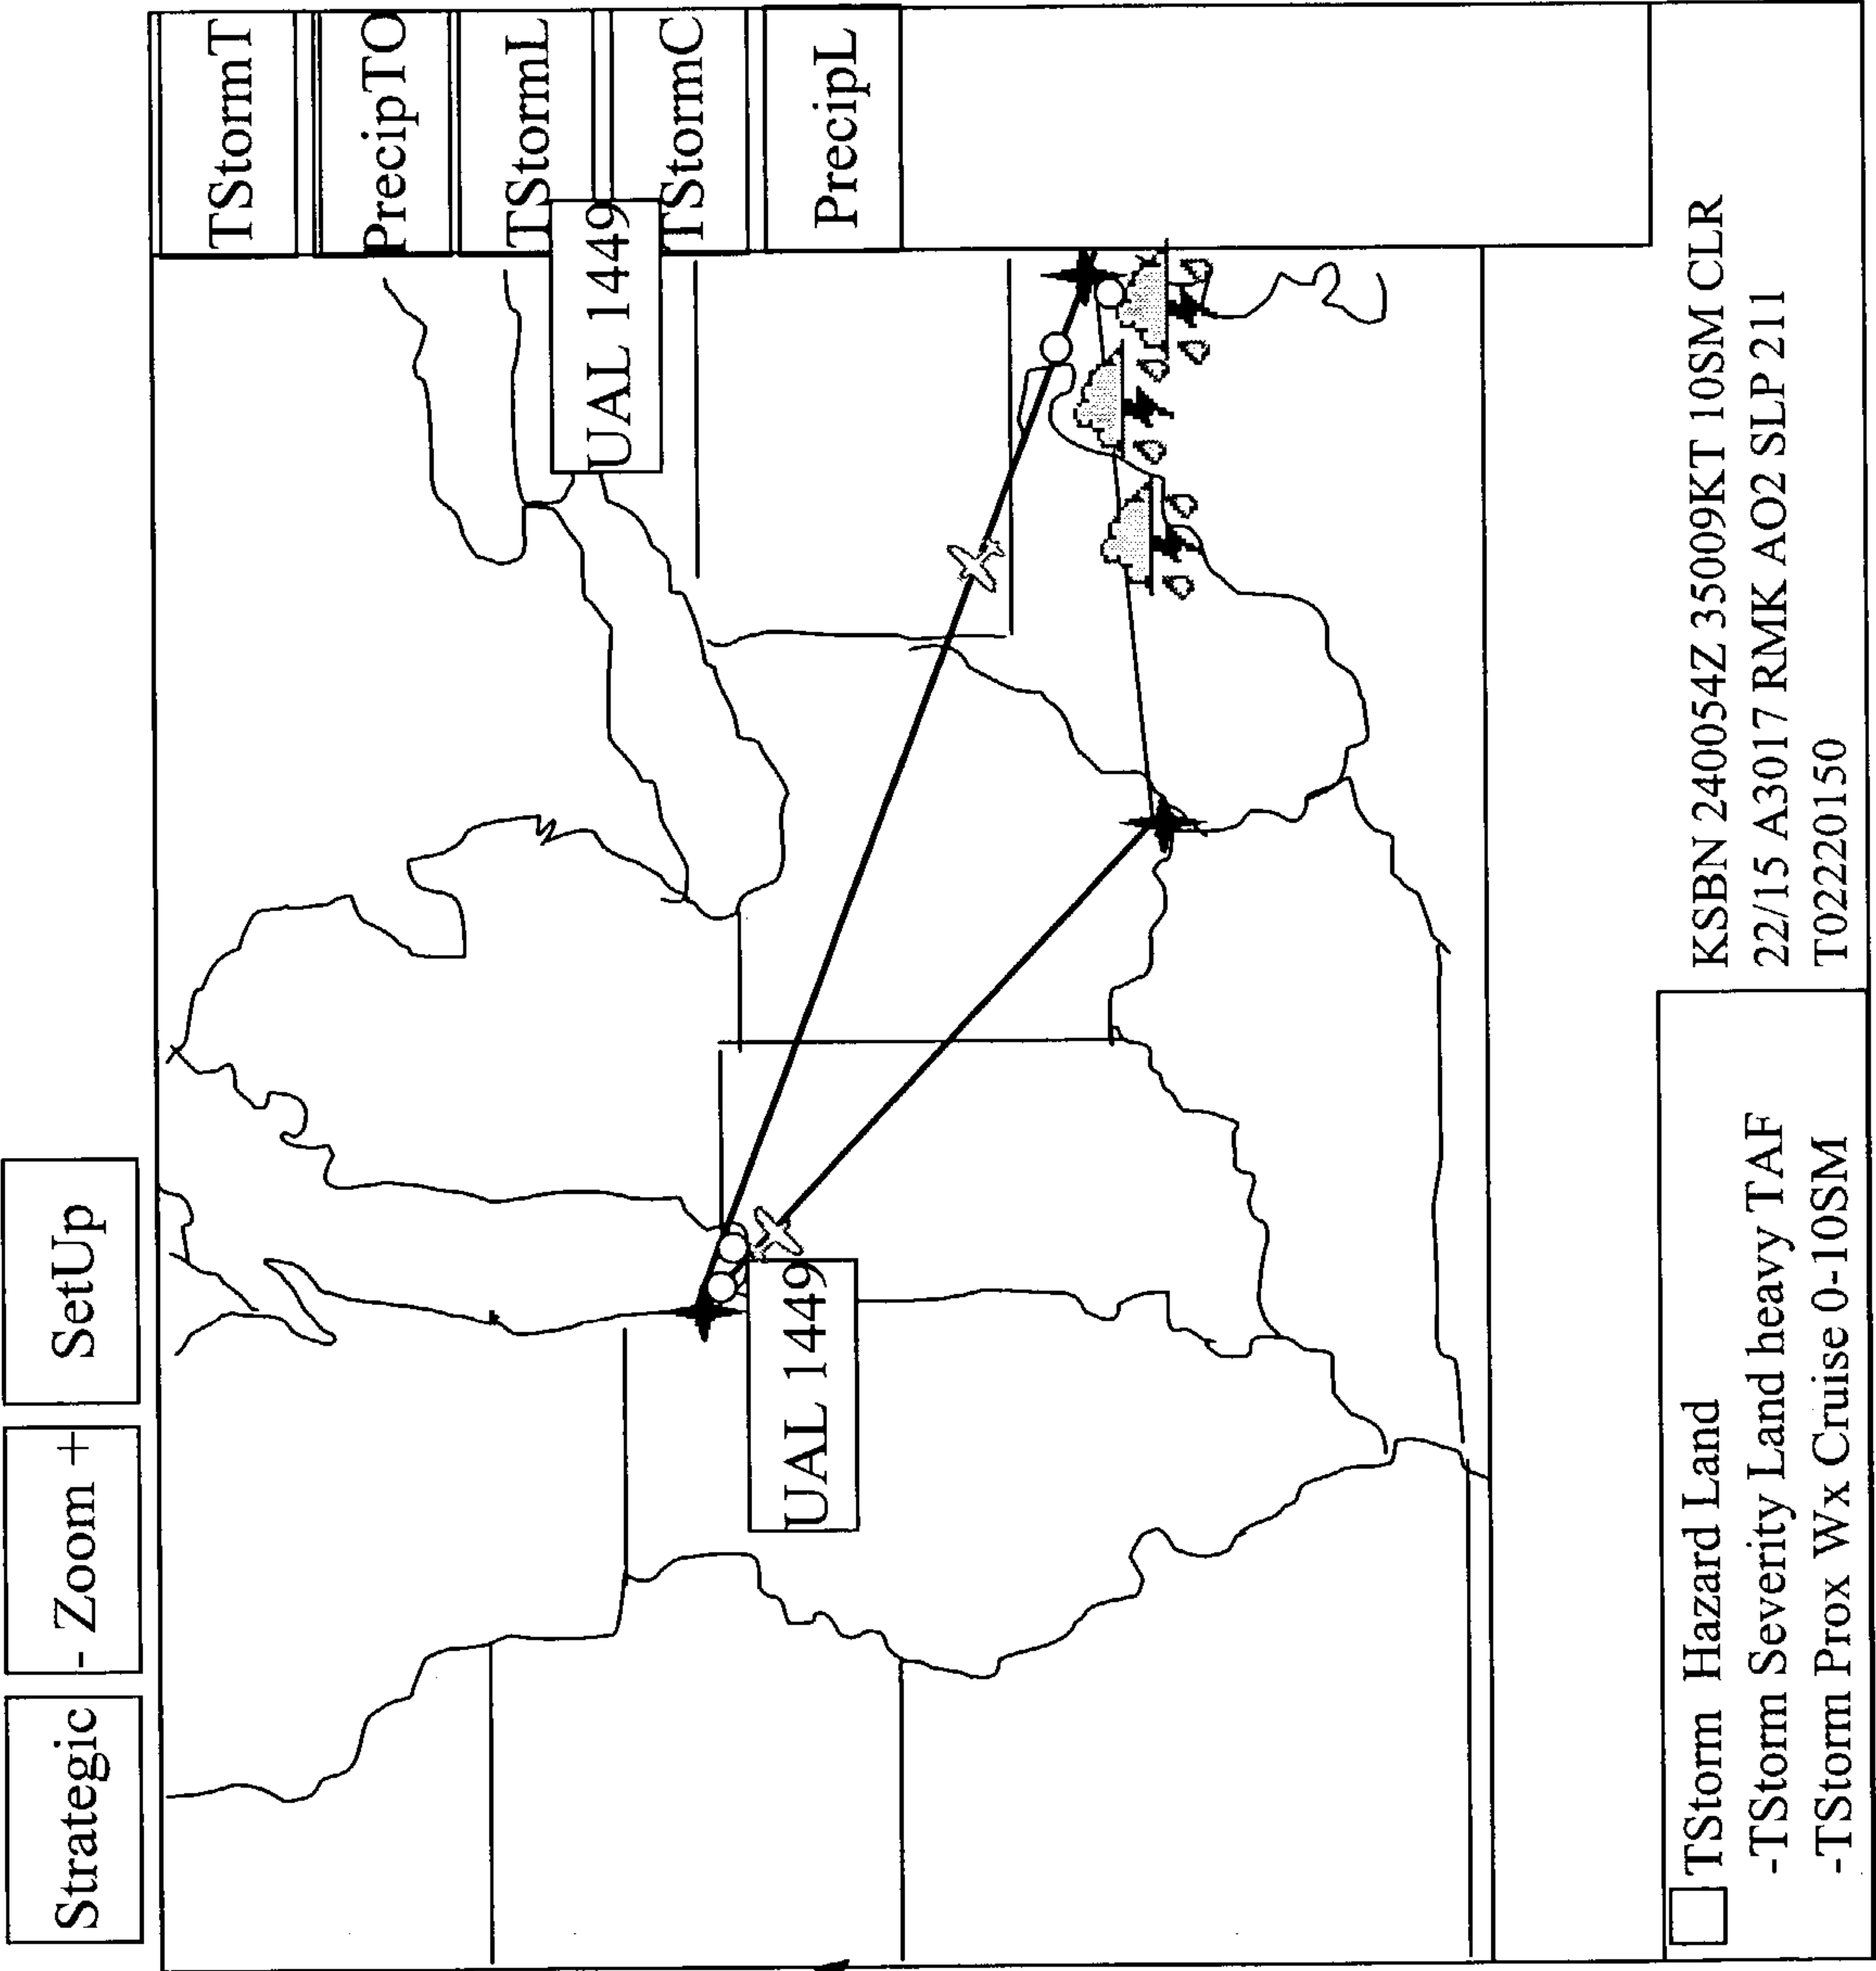 Strategic
- Zoom +
SetUp
TStormT
PrecipTO
TStormL
TStormC
PrecipL
UAL 1449
UAL 1449
TStorm Hazard Land
-TStorm Severity Land heavy TAF
-TStorm Prox Wx Cruise 0-10SM
KSBN 240054Z 35009KT 10SM CLR
22/15 A3017 RMK AO2 SLP 211
T02220150